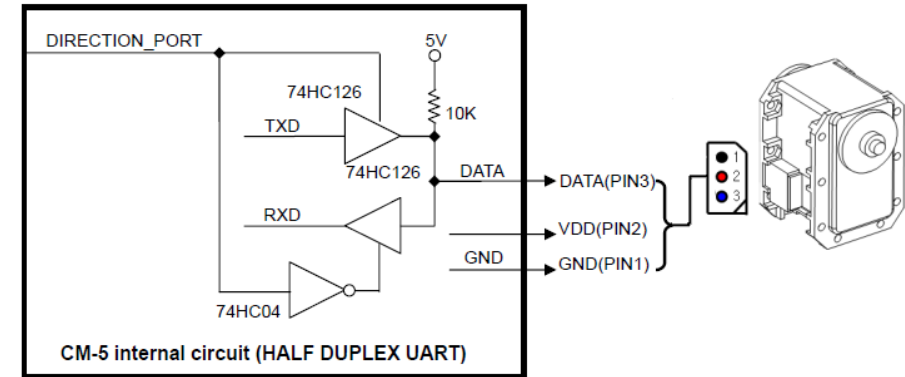 DIRECTION_PORT
5V
74HC126
10K
TXD
74HC126
DATA
DATA(PIN3)
RXD
VDD(PIN2)
GND
GND(PIN1)
74HC04
1
2
3
CM-5 internal circuit (HALF DUPLEX UART)